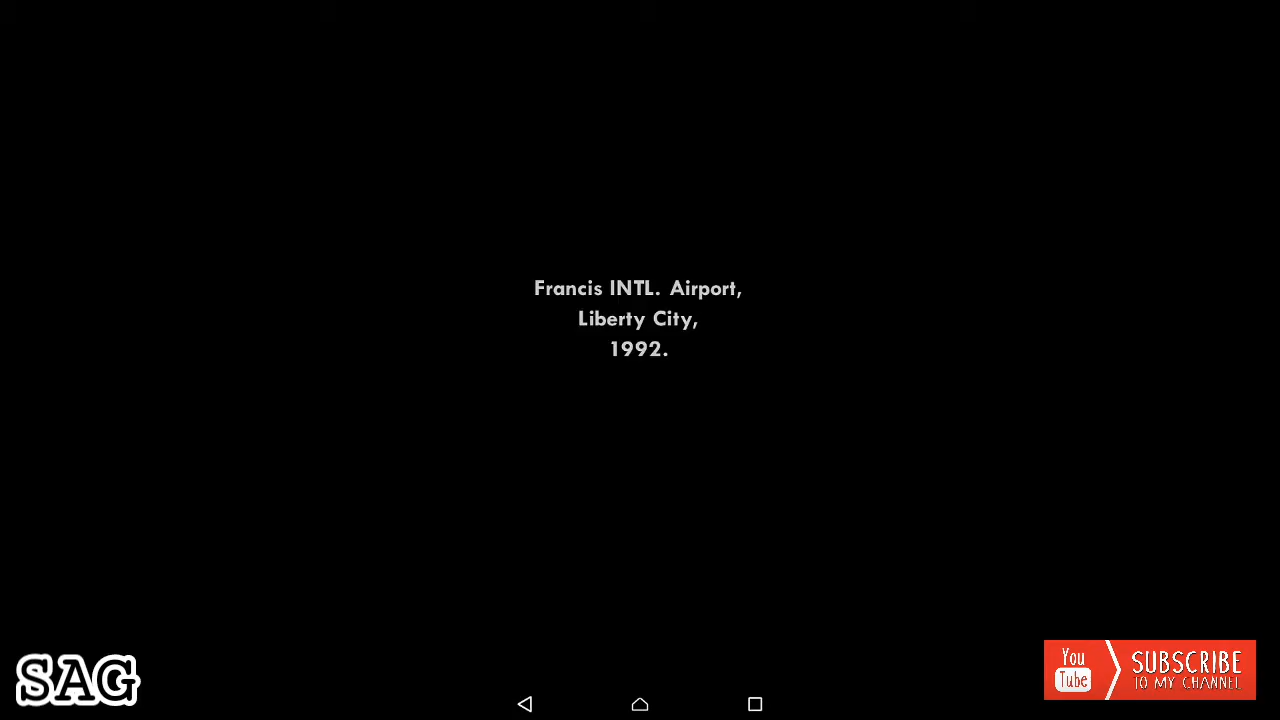 Francis INTL. Airport,
Liberty City,
1992.
SAG
You
Tube
SUBSCRIBE
TO MY CHANNEL